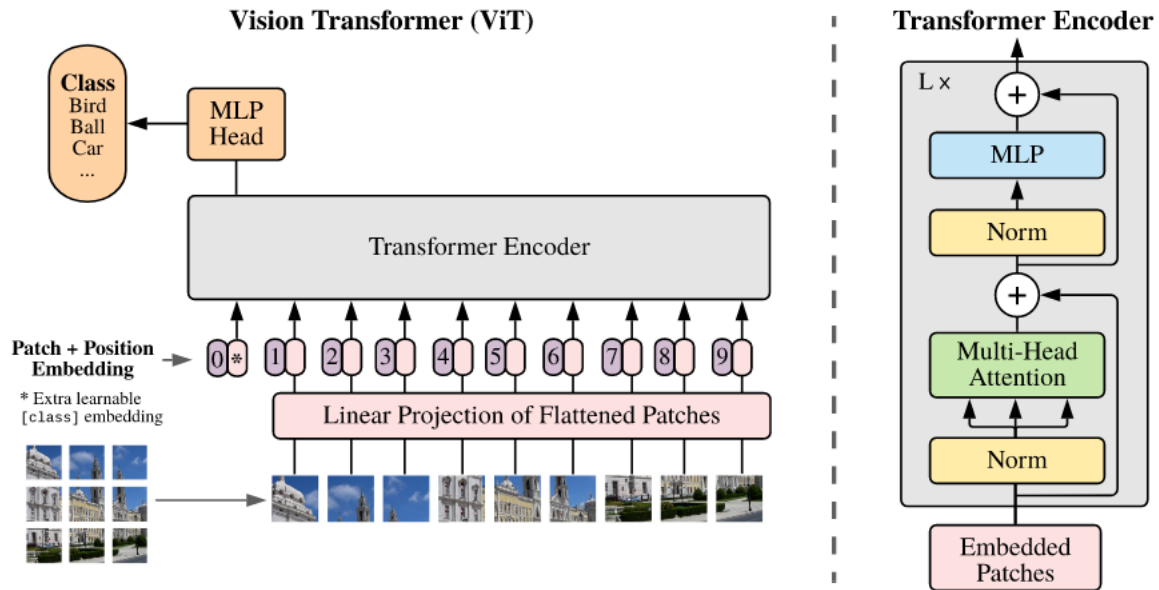 Vision Transformer (ViT)
Class
Bird
Ball
Car
...
MLP
Head
Transformer Encoder
Patch + Position
Embedding
0 * 1 2 3 4 5 6 7 8 9
* Extra learnable
[class] embedding
Linear Projection of Flattened Patches
Transformer Encoder
L ×
+
MLP
Norm
+
Multi-Head
Attention
Norm
Embedded
Patches